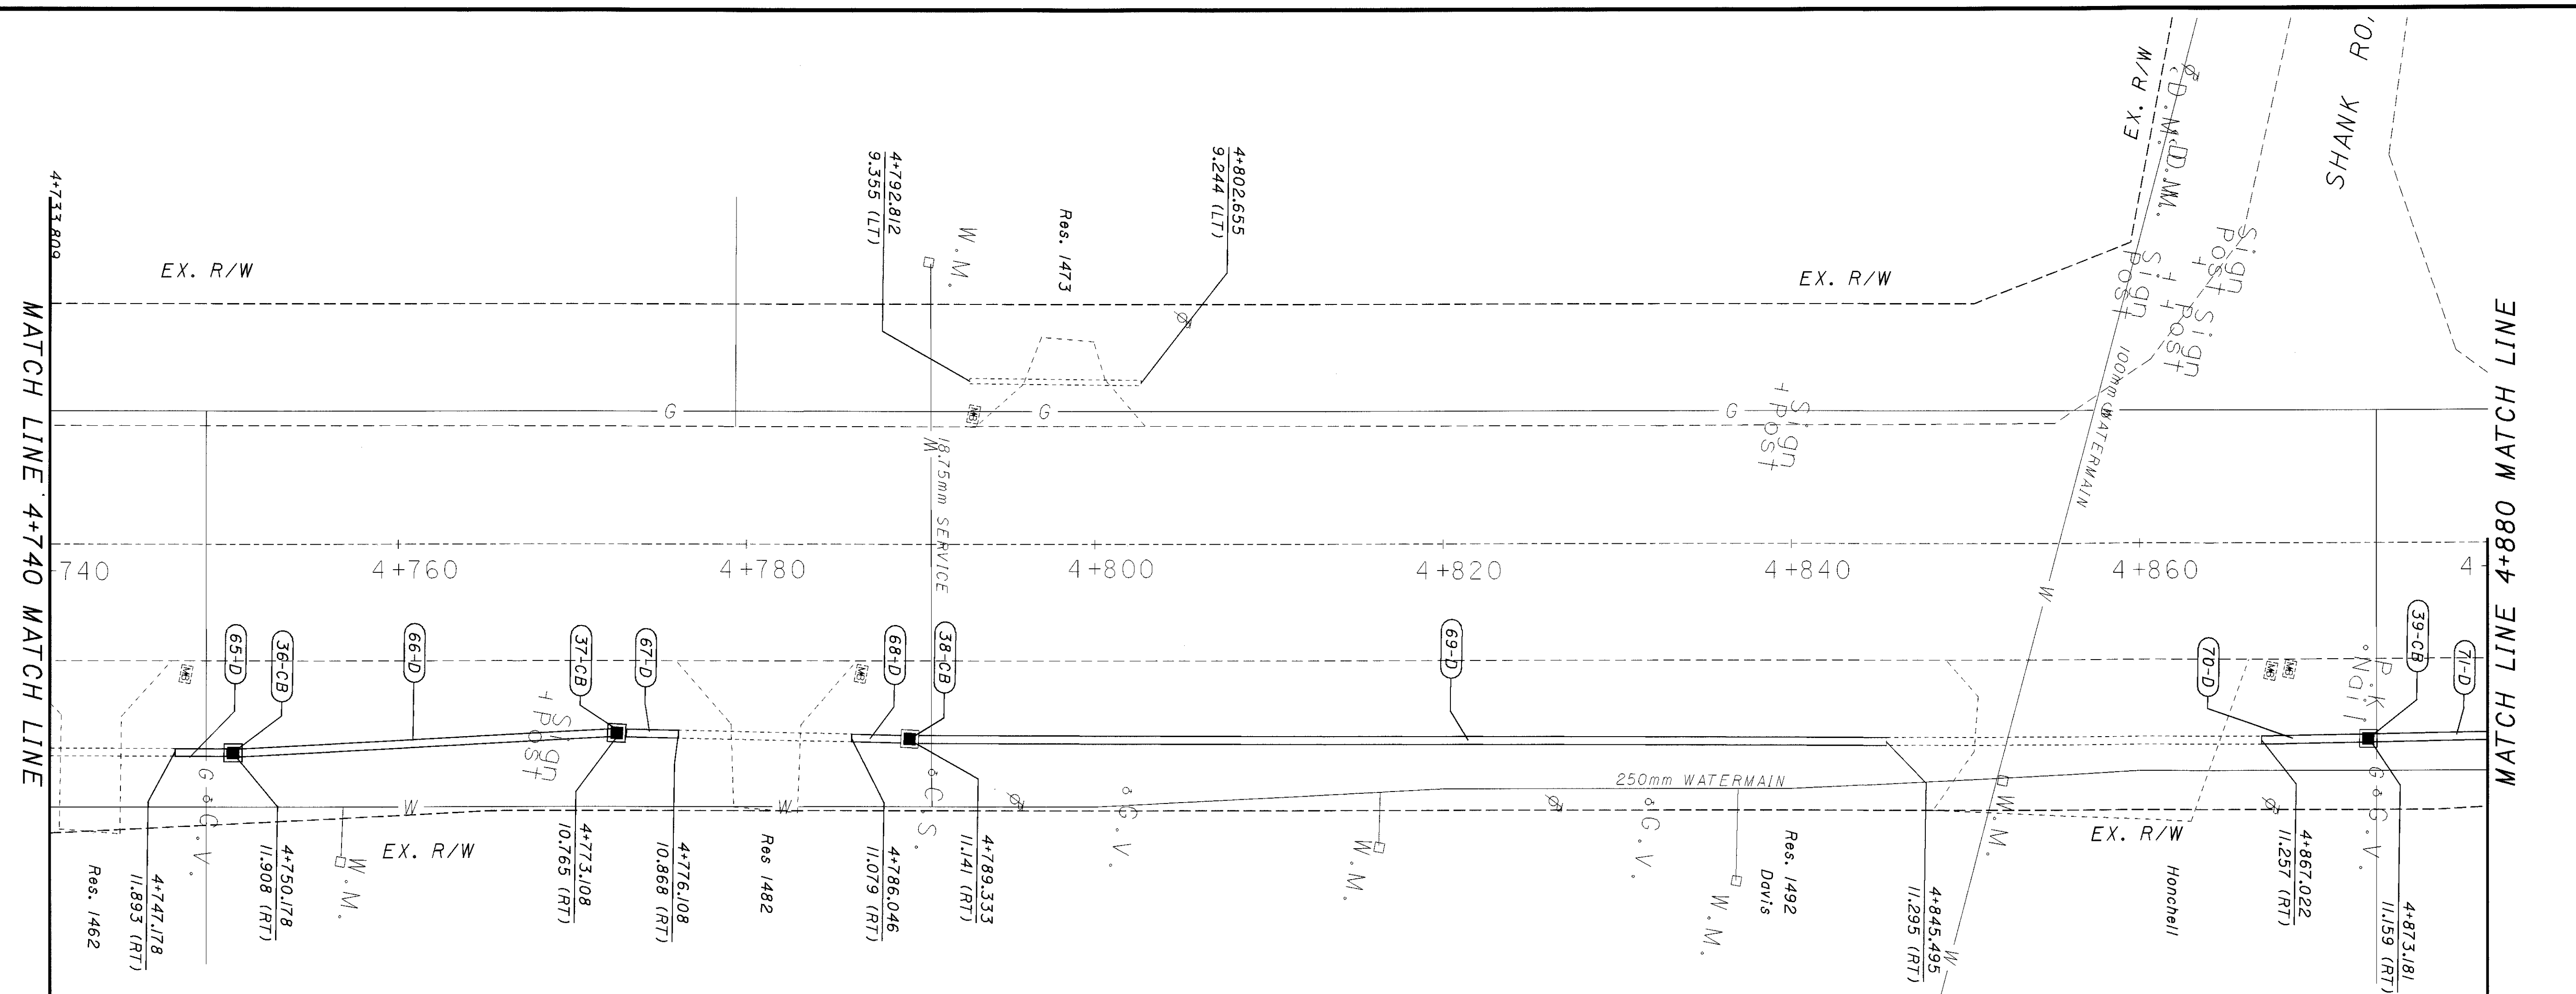 SHANK RO
EX. R/W
D.M.
D.M.
Sign
Post
Sign
Post
Sign
Post
4+733.809
EX. R/W
4+792.812
9.355 (LT)
W.M.
Res. 1473
4+802.655
9.244 (LT)
EX. R/W
MB
G
G
G
Sign
Post
100mm WATERMAIN
W
18.75mm SERVICE
MATCH LINE 4+740 MATCH LINE
MATCH LINE 4+880 MATCH LINE
740
4+760
4+780
4+800
4+820
4+840
4+860
4
W
65-D
36-CB
66-D
37-CB
67-D
68-D
38-CB
69-D
70-D
39-CB
71-D
MB
MB
MB
MB
P.K.
Nail
Sign
Post
G
G.V.
W
W
C.S.
G.V.
250mm WATERMAIN
G.V.
W.M.
G
G.V.
EX. R/W
EX. R/W
W.M.
W.M.
W.M.
Res. 1462
4+747.178
11.893 (RT)
4+750.178
11.908 (RT)
4+773.108
10.765 (RT)
4+776.108
10.868 (RT)
Res 1482
4+786.046
11.079 (RT)
4+789.333
11.141 (RT)
Res. 1492
Davis
4+845.495
11.295 (RT)
W
Honchell
4+867.022
11.257 (RT)
4+873.181
11.159 (RT)